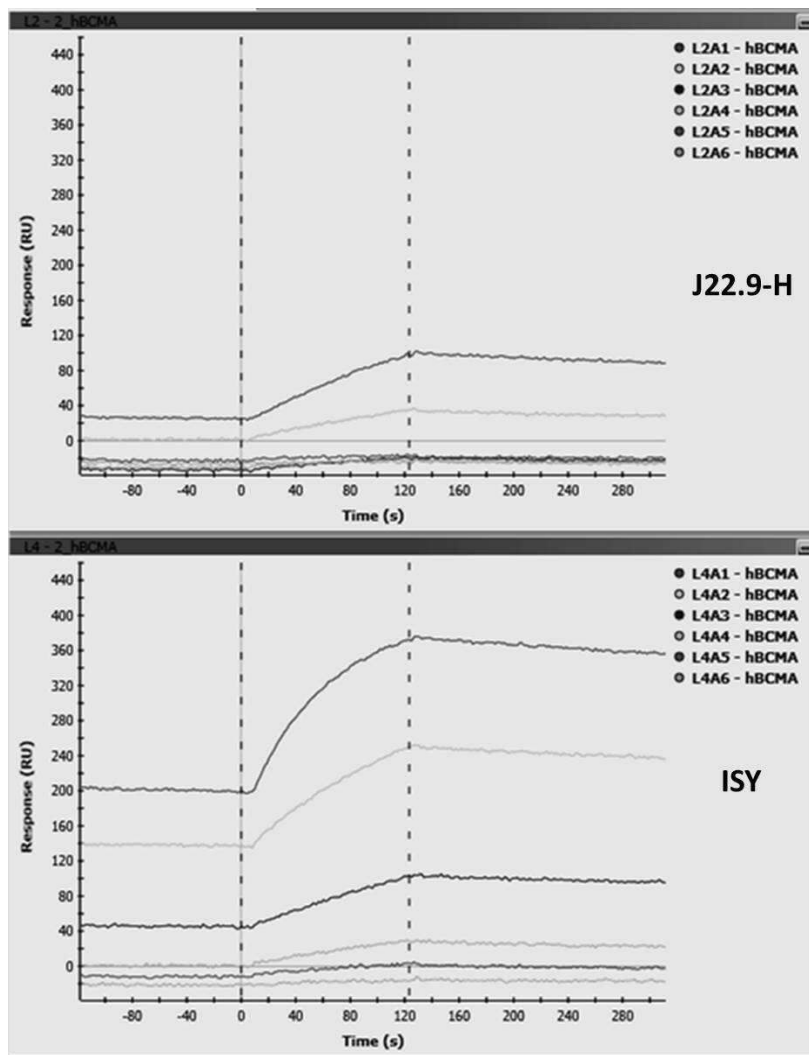 L2 - 2_hBCMA
440
400
360
320
280
240
200
160
120
80
40
0
Response (RU)
-80 -40 0 40 80 120 160 200 240 280
Time (s)
L2A1 - hBCMA
L2A2 - hBCMA
L2A3 - hBCMA
L2A4 - hBCMA
L2A5 - hBCMA
L2A6 - hBCMA
J22.9-H
L4 - 2_hBCMA
440
400
360
320
280
240
200
160
120
80
40
0
Response (RU)
-80 -40 0 40 80 120 160 200 240 280
Time (s)
L4A1 - hBCMA
L4A2 - hBCMA
L4A3 - hBCMA
L4A4 - hBCMA
L4A5 - hBCMA
L4A6 - hBCMA
ISY